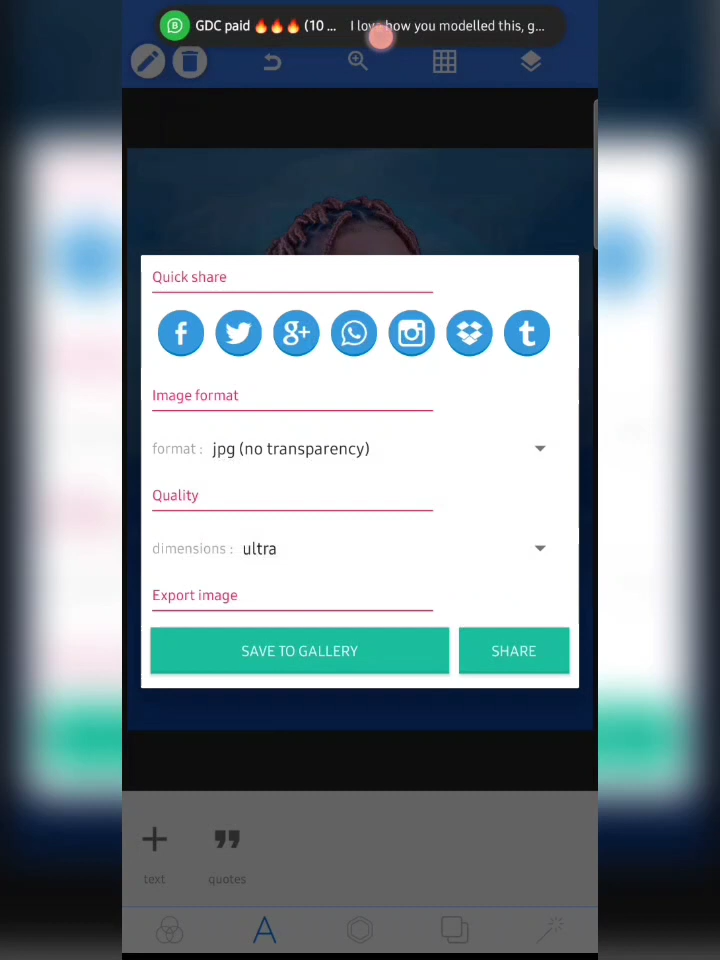 GDC paid 🔥🔥🔥 (10 ... I love how you modelled this, g...
Quick share
Image format
format : jpg (no transparency)
Quality
dimensions : ultra
Export image
SAVE TO GALLERY SHARE
text quotes